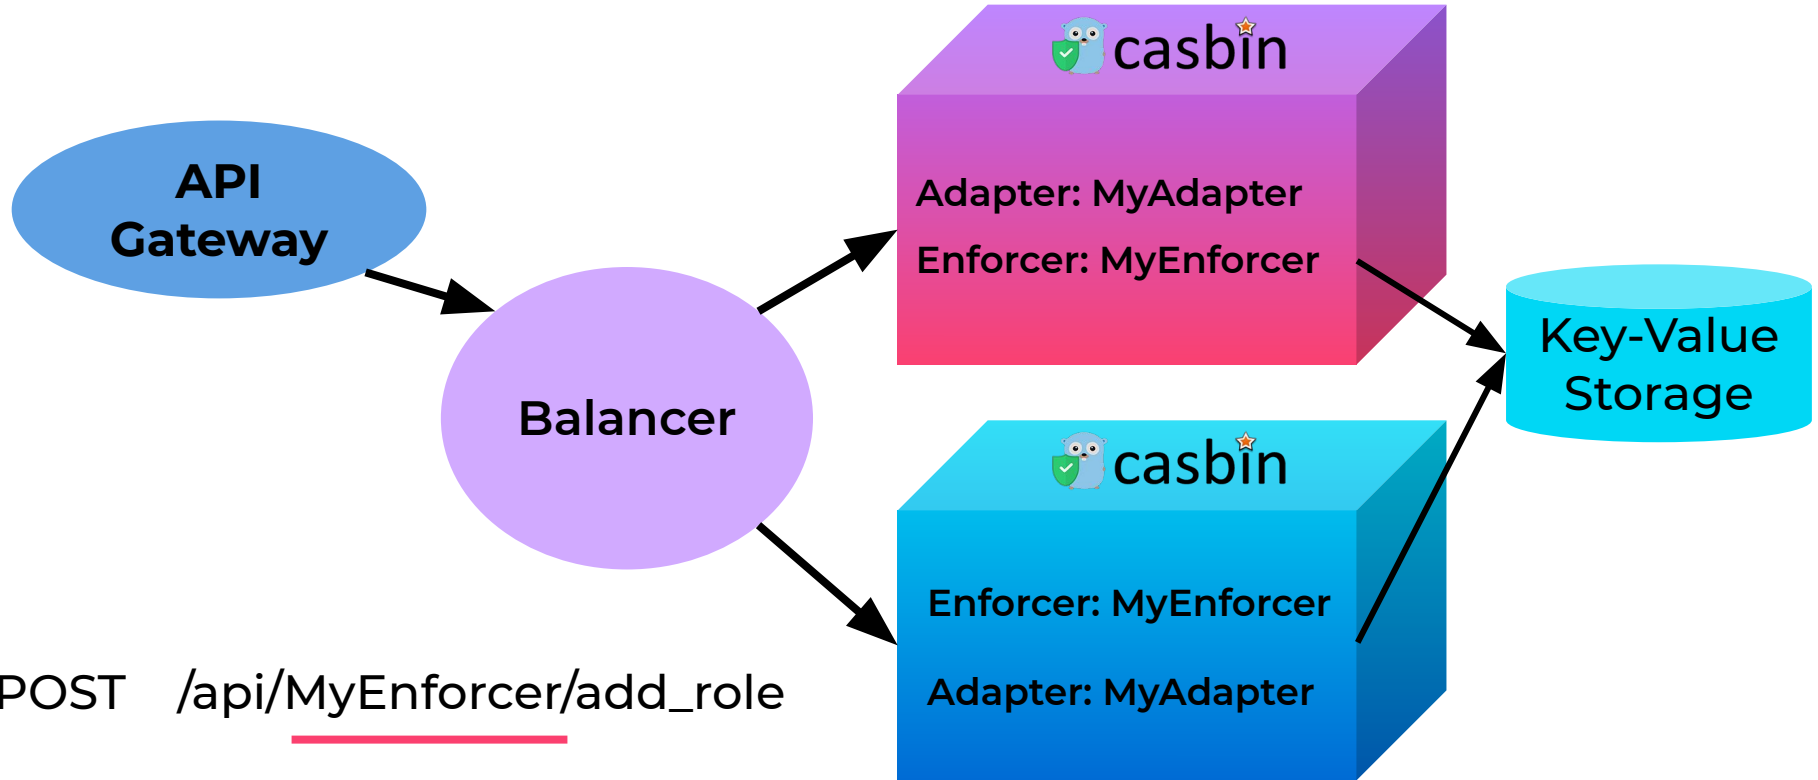 casbin
API
Gateway
Adapter: MyAdapter
Enforcer: MyEnforcer
Key-Value
Storage
Balancer
casbin
Enforcer: MyEnforcer
Adapter: MyAdapter
POST /api/MyEnforcer/add_role